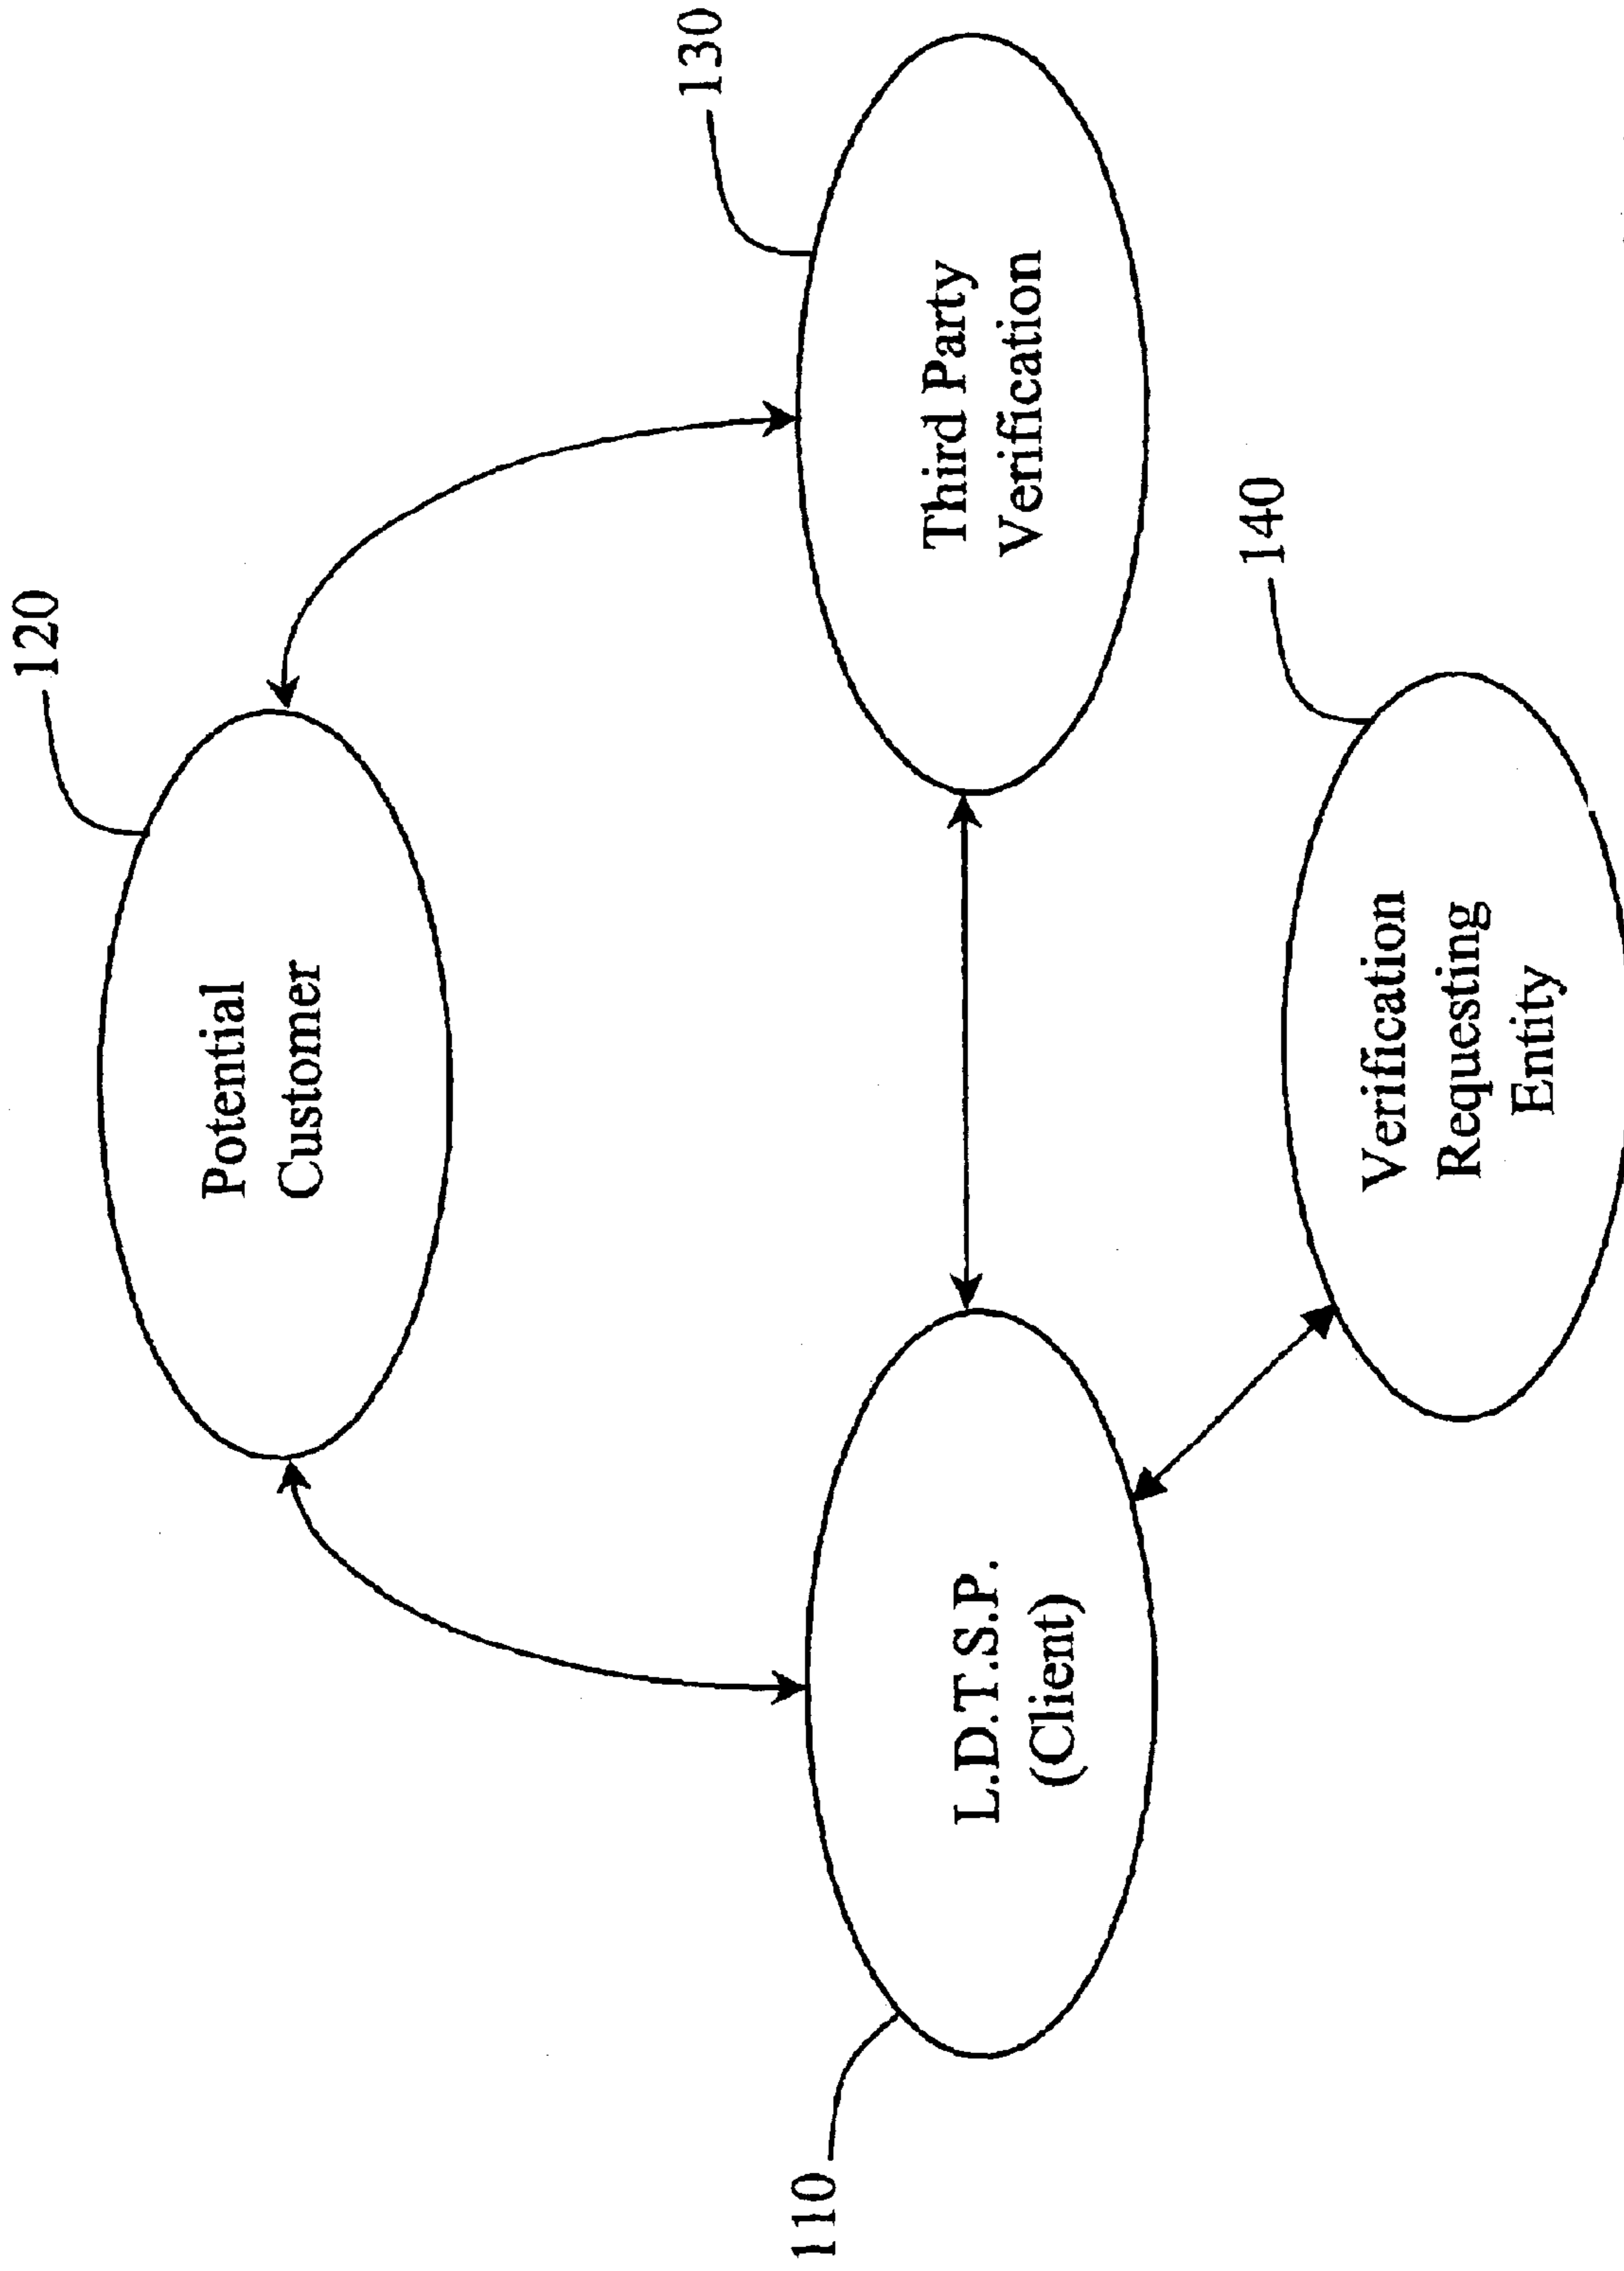 120
Potential
Customer
130
Third Party
Verification
110
L.D.T.S.P.
(Client)
140
Verification
Requesting
Entity